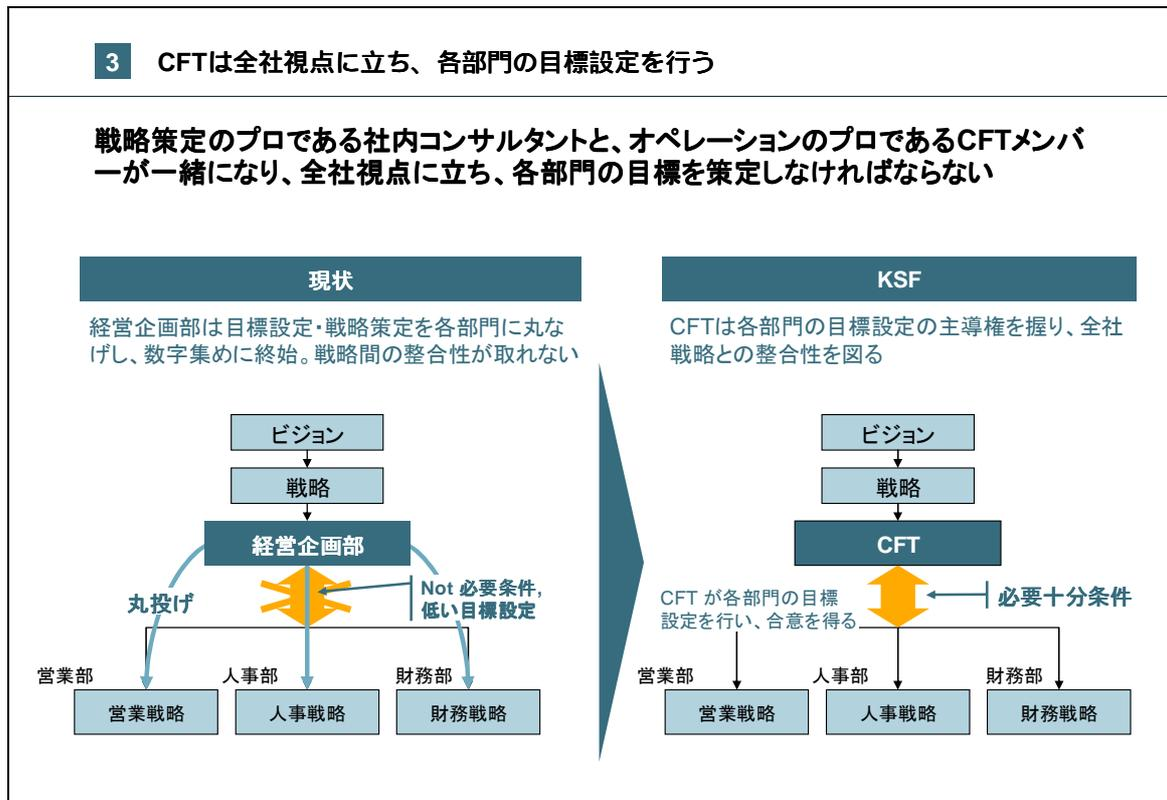 3 CFTは全社視点に立ち、各部門の目標設定を行う
戦略策定のプロである社内コンサルタントと、オペレーションのプロであるCFTメンバ
ーが一緒になり、全社視点に立ち、各部門の目標を策定しなければならない
現状
経営企画部は目標設定・戦略策定を各部門に丸な
げし、数字集めに終始。戦略間の整合性が取れない
ビジョン
戦略
経営企画部
丸投げ
Not 必要条件,
低い目標設定
営業部
人事部
財務部
営業戦略
人事戦略
財務戦略
KSF
CFTは各部門の目標設定の主導権を握り、全社
戦略との整合性を図る
ビジョン
戦略
CFT
CFT が各部門の目標
設定を行い、合意を得る
必要十分条件
営業部
人事部
財務部
営業戦略
人事戦略
財務戦略